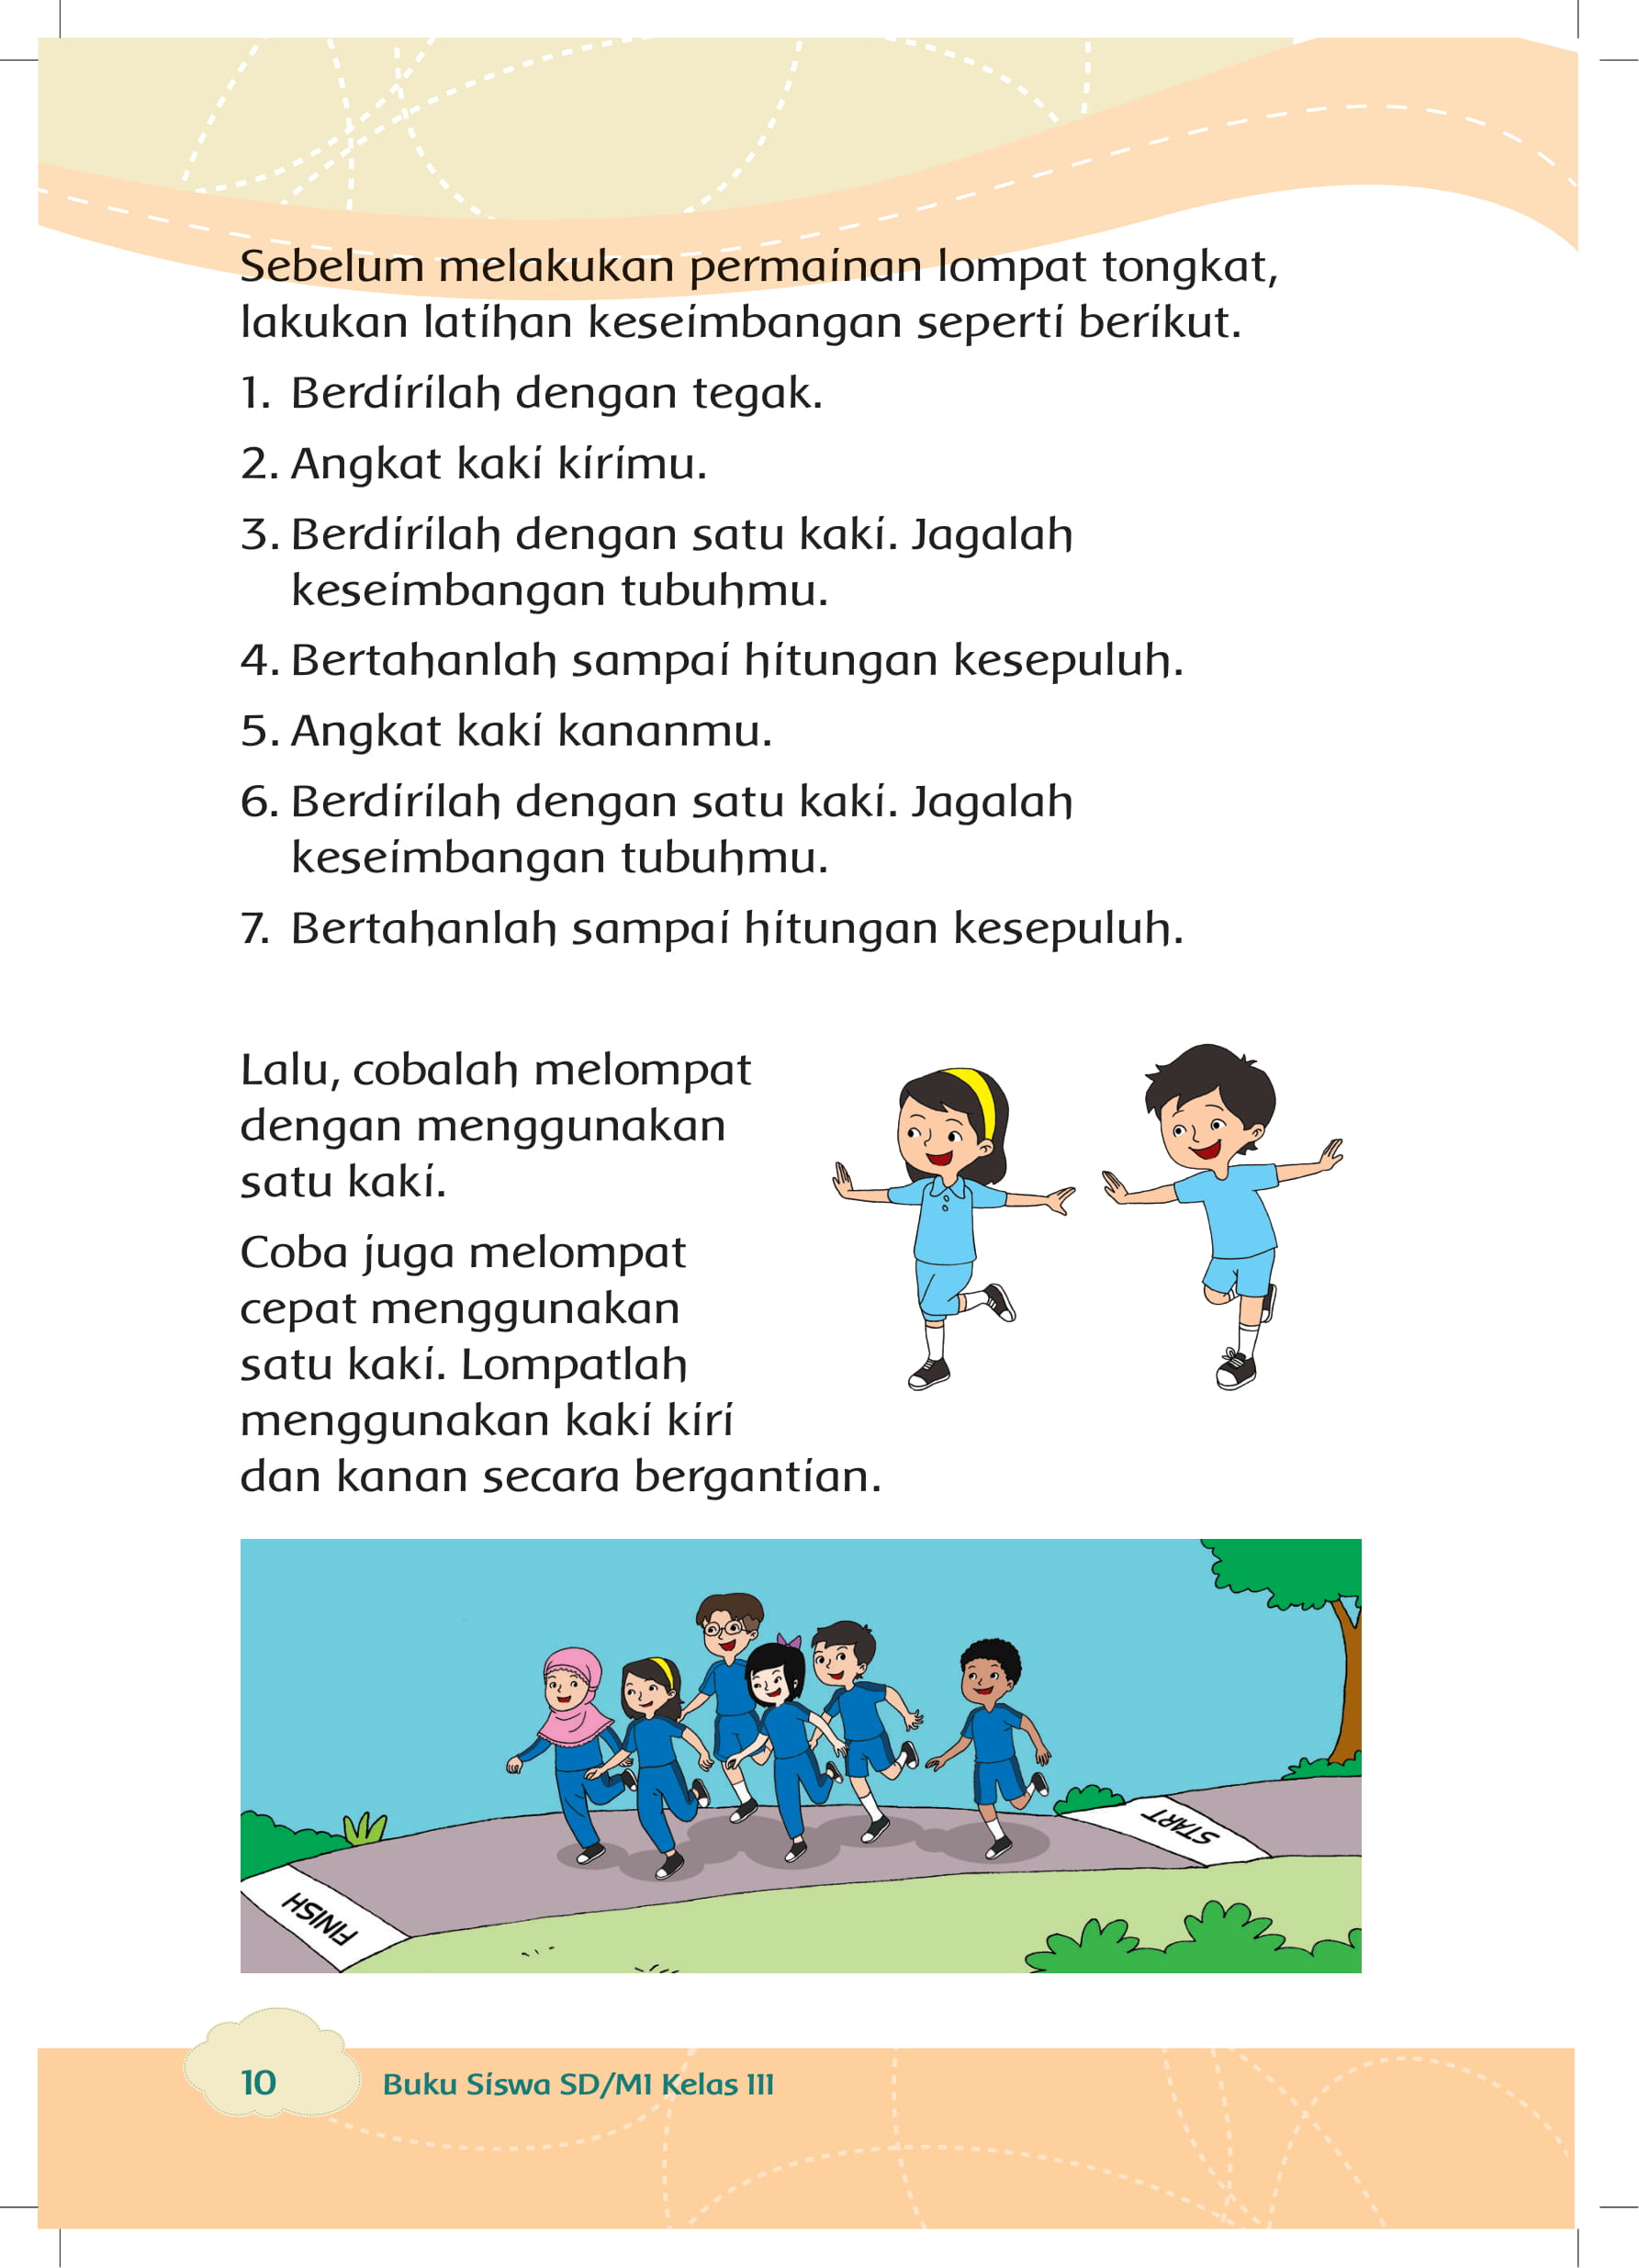 Sebelum melakukan permainan lompat tongkat,
lakukan latihan keseimbangan seperti berikut.
1. Berdirilah dengan tegak.
2. Angkat kaki kirimu.
3. Berdirilah dengan satu kaki. Jagalah
keseimbangan tubuhmu.
4. Bertahanlah sampai hitungan kesepuluh.
5. Angkat kaki kananmu.
6. Berdirilah dengan satu kaki. Jagalah
keseimbangan tubuhmu.
7. Bertahanlah sampai hitungan kesepuluh.
Lalu, cobalah melompat
dengan menggunakan
satu kaki.
Coba juga melompat
cepat menggunakan
satu kaki. Lompatlah
menggunakan kaki kiri
dan kanan secara bergantian.
START
FINISH
10
Buku Siswa SD/MI Kelas III